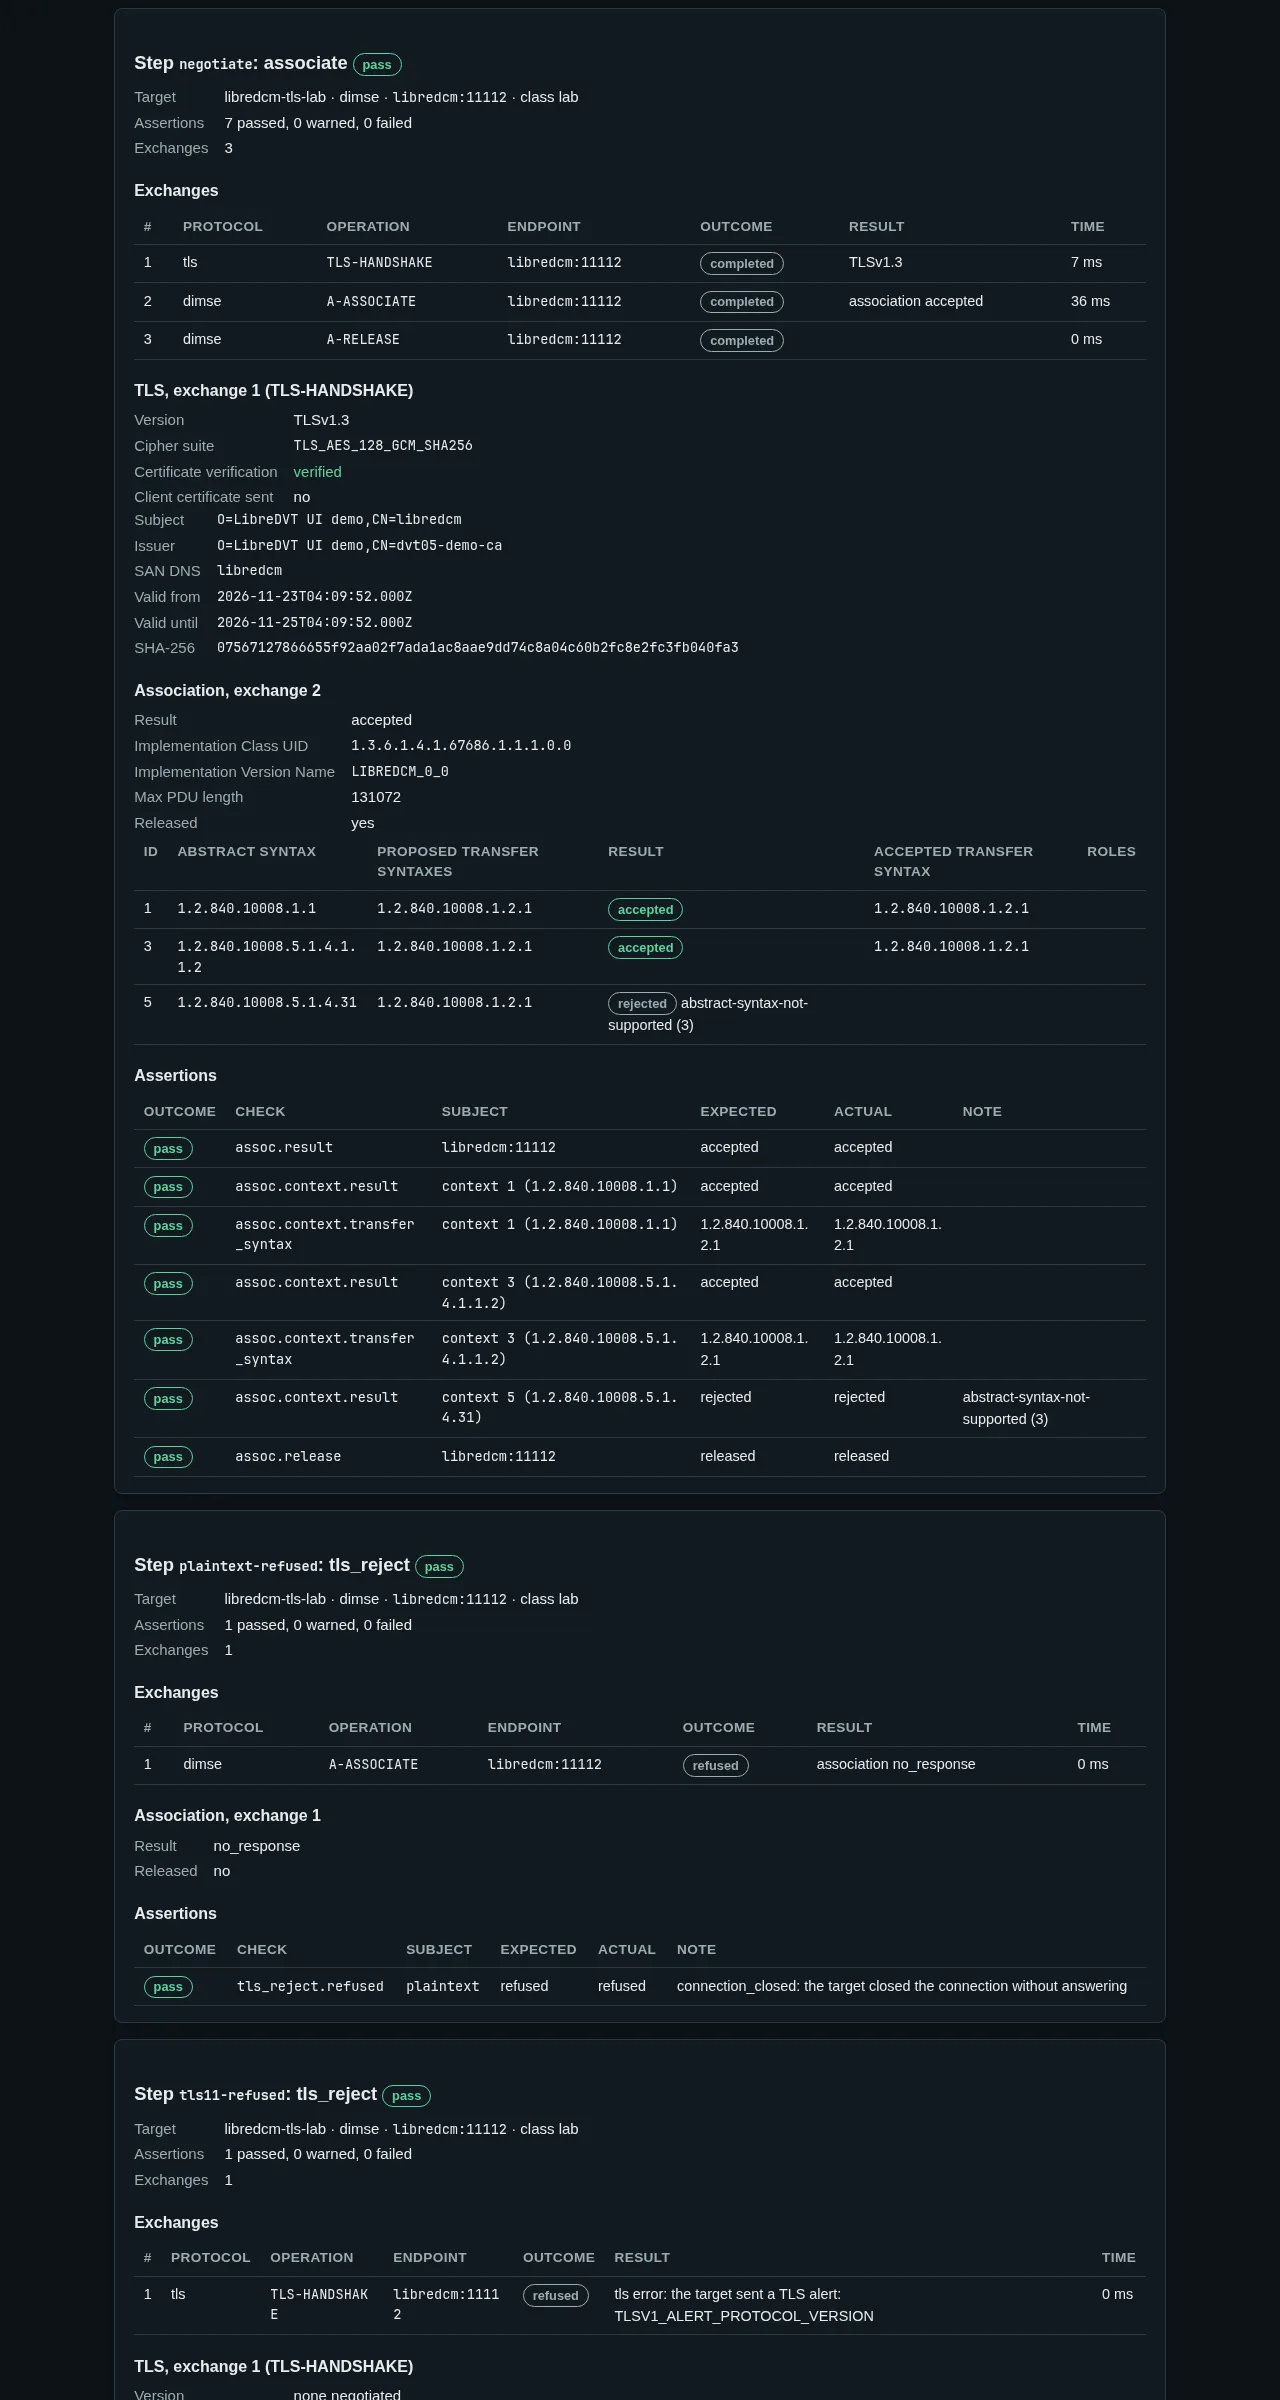 Step negotiate: associate pass
Target libredcm-tls-lab · dimse · libredcm:11112 · class lab
Assertions 7 passed, 0 warned, 0 failed
Exchanges 3
Exchanges
# PROTOCOL OPERATION ENDPOINT OUTCOME RESULT TIME
1 tls TLS-HANDSHAKE libredcm:11112 completed TLSv1.3 7 ms
2 dimse A-ASSOCIATE libredcm:11112 completed association accepted 36 ms
3 dimse A-RELEASE libredcm:11112 completed 0 ms
TLS, exchange 1 (TLS-HANDSHAKE)
Version TLSv1.3
Cipher suite TLS_AES_128_GCM_SHA256
Certificate verification verified
Client certificate sent no
Subject O=LibreDVT UI demo,CN=libredcm
Issuer O=LibreDVT UI demo,CN=dvt05-demo-ca
SAN DNS libredcm
Valid from 2026-11-23T04:09:52.000Z
Valid until 2026-11-25T04:09:52.000Z
SHA-256 07567127866655f92aa02f7ada1ac8aae9dd74c8a04c60b2fc8e2fc3fb040fa3
Association, exchange 2
Result accepted
Implementation Class UID 1.3.6.1.4.1.67686.1.1.1.0.0
Implementation Version Name LIBREDCM_0_0
Max PDU length 131072
Released yes
ID ABSTRACT SYNTAX PROPOSED TRANSFER RESULT ACCEPTED TRANSFER ROLES
SYNTAXES SYNTAX
1 1.2.840.10008.1.1 1.2.840.10008.1.2.1 accepted 1.2.840.10008.1.2.1
3 1.2.840.10008.5.1.4.1. 1.2.840.10008.1.2.1 accepted 1.2.840.10008.1.2.1
1.2
5 1.2.840.10008.5.1.4.31 1.2.840.10008.1.2.1 rejected abstract-syntax-not-
supported (3)
Assertions
OUTCOME CHECK SUBJECT EXPECTED ACTUAL NOTE
pass assoc.result libredcm:11112 accepted accepted
pass assoc.context.result context 1 (1.2.840.10008.1.1) accepted accepted
pass assoc.context.transfer context 1 (1.2.840.10008.1.1) 1.2.840.10008.1. 1.2.840.10008.1.
_syntax 2.1 2.1
pass assoc.context.result context 3 (1.2.840.10008.5.1. accepted accepted
4.1.1.2)
pass assoc.context.transfer context 3 (1.2.840.10008.5.1. 1.2.840.10008.1. 1.2.840.10008.1.
_syntax 4.1.1.2) 2.1 2.1
pass assoc.context.result context 5 (1.2.840.10008.5.1. rejected rejected abstract-syntax-not-
4.31) supported (3)
pass assoc.release libredcm:11112 released released
Step plaintext-refused: tls_reject pass
Target libredcm-tls-lab · dimse · libredcm:11112 · class lab
Assertions 1 passed, 0 warned, 0 failed
Exchanges 1
Exchanges
# PROTOCOL OPERATION ENDPOINT OUTCOME RESULT TIME
1 dimse A-ASSOCIATE libredcm:11112 refused association no_response 0 ms
Association, exchange 1
Result no_response
Released no
Assertions
OUTCOME CHECK SUBJECT EXPECTED ACTUAL NOTE
pass tls_reject.refused plaintext refused refused connection_closed: the target closed the connection without answering
Step tls11-refused: tls_reject pass
Target libredcm-tls-lab · dimse · libredcm:11112 · class lab
Assertions 1 passed, 0 warned, 0 failed
Exchanges 1
Exchanges
# PROTOCOL OPERATION ENDPOINT OUTCOME RESULT TIME
1 tls TLS-HANDSHAK libredcm:1111 refused tls error: the target sent a TLS alert: 0 ms
E 2 TLSV1_ALERT_PROTOCOL_VERSION
TLS, exchange 1 (TLS-HANDSHAKE)
Version none negotiated